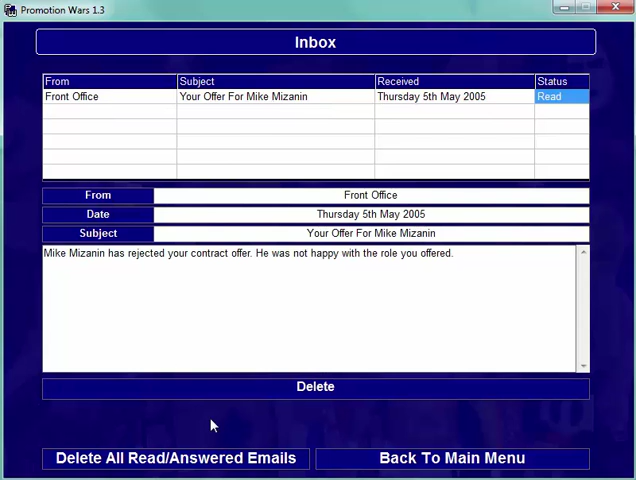 Promotion Wars 1.3
Inbox
From Subject Received Status
Front Office Your Offer For Mike Mizanin Thursday 5th May 2005 Read
From Front Office
Date Thursday 5th May 2005
Subject Your Offer For Mike Mizanin
Mike Mizanin has rejected your contract offer. He was not happy with the role you offered.
Delete
Delete All Read/Answered Emails Back To Main Menu